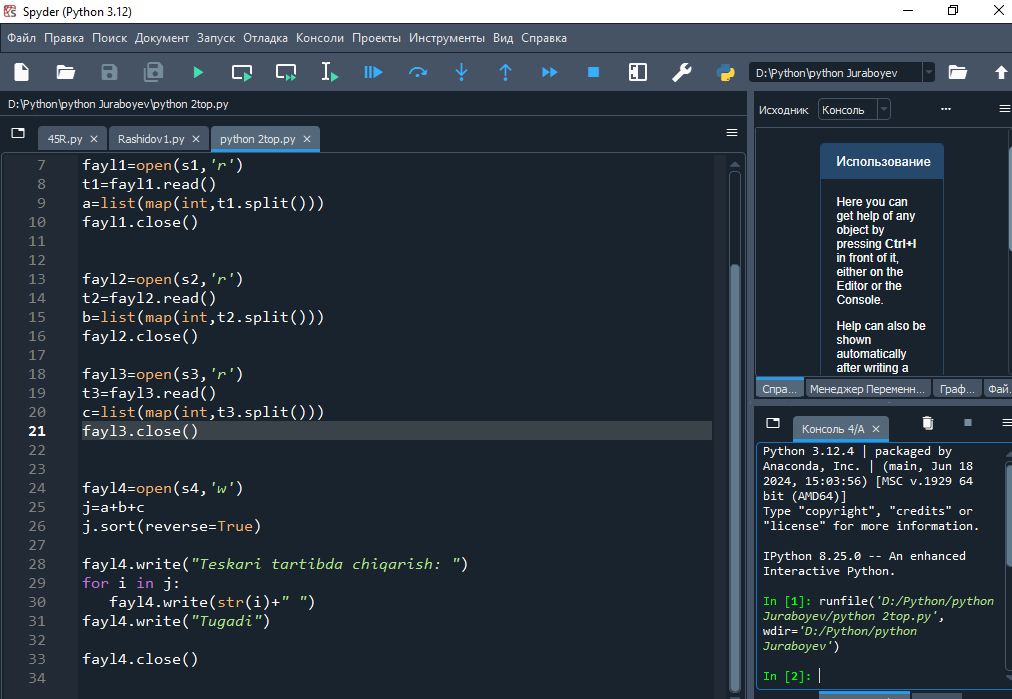 Spyder (Python 3.12)
Файл Правка Поиск Документ Запуск Отладка Консоли Проекты Инструменты Вид Справка
D:\Python\python Juraboyev
D:\Python\python Juraboyev\python 2top.py
45R.py
Rashidov1.py
python 2top.py
7 fayl1=open(s1,'r')
8 t1=fayl1.read()
9 a=list(map(int,t1.split()))
10 fayl1.close()
11
12
13 fayl2=open(s2,'r')
14 t2=fayl2.read()
15 b=list(map(int,t2.split()))
16 fayl2.close()
17
18 fayl3=open(s3,'r')
19 t3=fayl3.read()
20 c=list(map(int,t3.split()))
21 fayl3.close()
22
23
24 fayl4=open(s4,'w')
25 j=a+b+c
26 j.sort(reverse=True)
27
28 fayl4.write("Teskari tartibda chiqarish: ")
29 for i in j:
30 fayl4.write(str(i)+" ")
31 fayl4.write("Tugadi")
32
33 fayl4.close()
34
Исходник Консоль
Использование
Here you can
get help of any
object by
pressing Ctrl+I
in front of it,
either on the
Editor or the
Console.
Help can also be
shown
automatically
after writing a
Спра... Менеджер Переменн... Граф... Фай
Консоль 4/A
Python 3.12.4 | packaged by
Anaconda, Inc. | (main, Jun 18
2024, 15:03:56) [MSC v.1929 64
bit (AMD64)]
Type "copyright", "credits" or
"license" for more information.
IPython 8.25.0 -- An enhanced
Interactive Python.
In [1]: runfile('D:/Python/python
Juraboyev/python 2top.py',
wdir='D:/Python/python
Juraboyev')
In [2]: